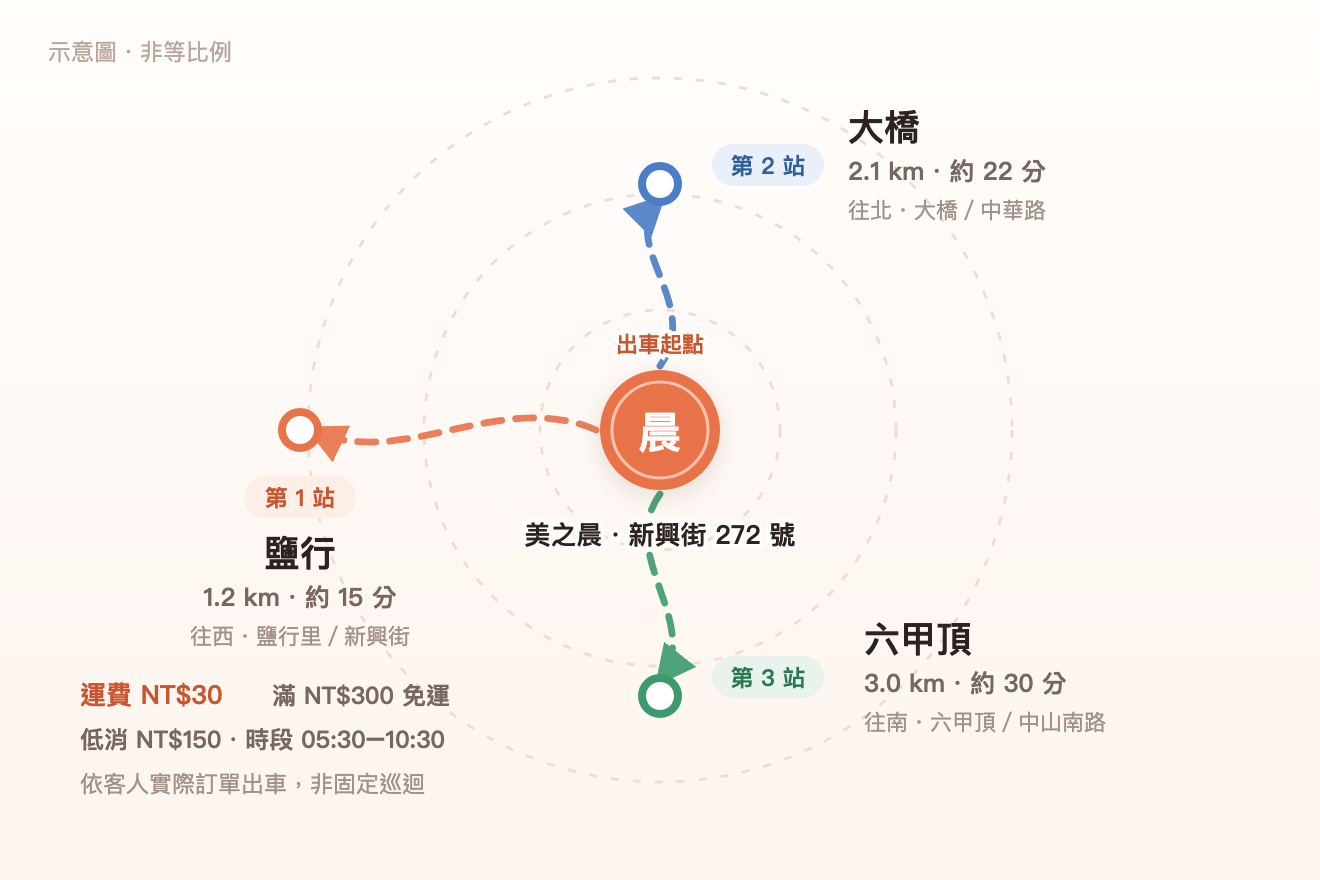 示意圖·非等比例
大橋
第 2 站
2.1 km·約 22 分
往北·大橋 / 中華路
出車起點
晨
第 1 站
美之晨·新興街 272 號
鹽行
1.2 km·約 15 分
往西·鹽行里 / 新興街
六甲頂
第 3 站
3.0 km·約 30 分
往南·六甲頂 / 中山南路
運費 NT$30 滿 NT$300 免運
低消 NT$150·時段 05:30–10:30
依客人實際訂單出車，非固定巡迴